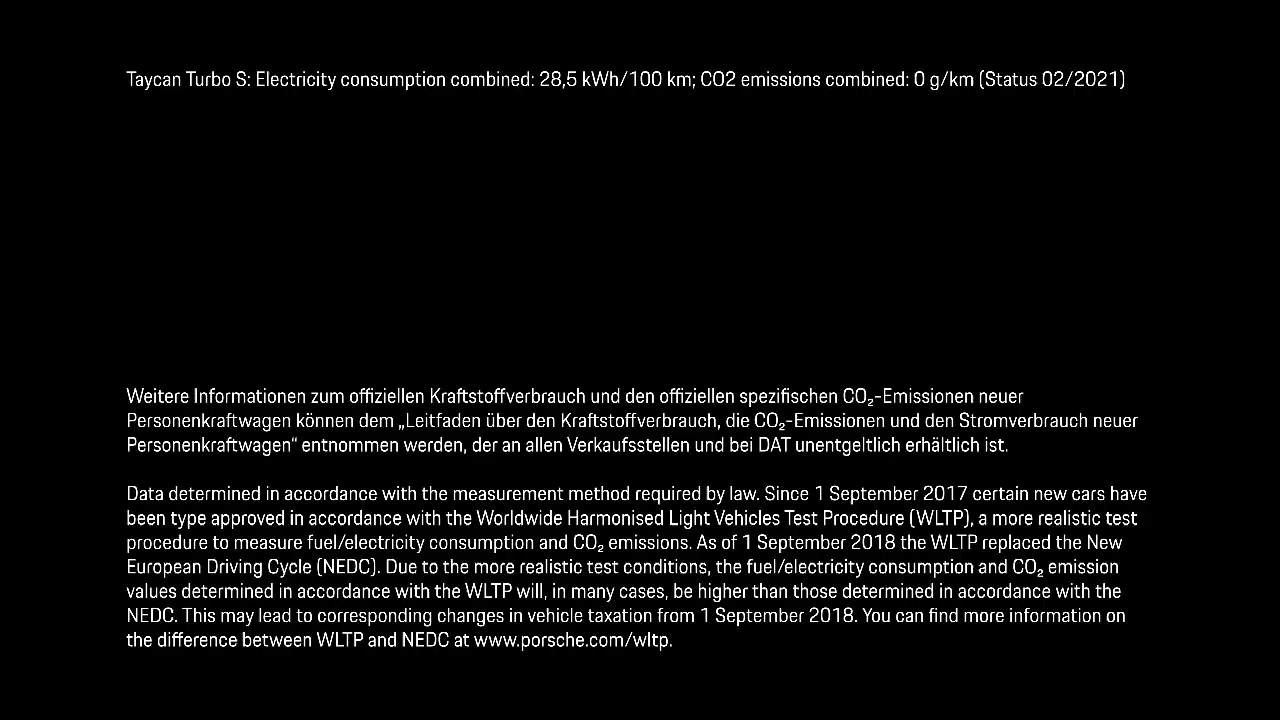 Taycan Turbo S: Electricity consumption combined: 28,5 kWh/100 km; CO2 emissions combined: 0 g/km (Status 02/2021)
Weitere Informationen zum offiziellen Kraftstoffverbrauch und den offiziellen spezifischen CO₂-Emissionen neuer
Personenkraftwagen können dem „Leitfaden über den Kraftstoffverbrauch, die CO₂-Emissionen und den Stromverbrauch neuer
Personenkraftwagen“ entnommen werden, der an allen Verkaufsstellen und bei DAT unentgeltlich erhältlich ist.
Data determined in accordance with the measurement method required by law. Since 1 September 2017 certain new cars have
been type approved in accordance with the Worldwide Harmonised Light Vehicles Test Procedure (WLTP), a more realistic test
procedure to measure fuel/electricity consumption and CO₂ emissions. As of 1 September 2018 the WLTP replaced the New
European Driving Cycle (NEDC). Due to the more realistic test conditions, the fuel/electricity consumption and CO₂ emission
values determined in accordance with the WLTP will, in many cases, be higher than those determined in accordance with the
NEDC. This may lead to corresponding changes in vehicle taxation from 1 September 2018. You can find more information on
the difference between WLTP and NEDC at www.porsche.com/wltp.